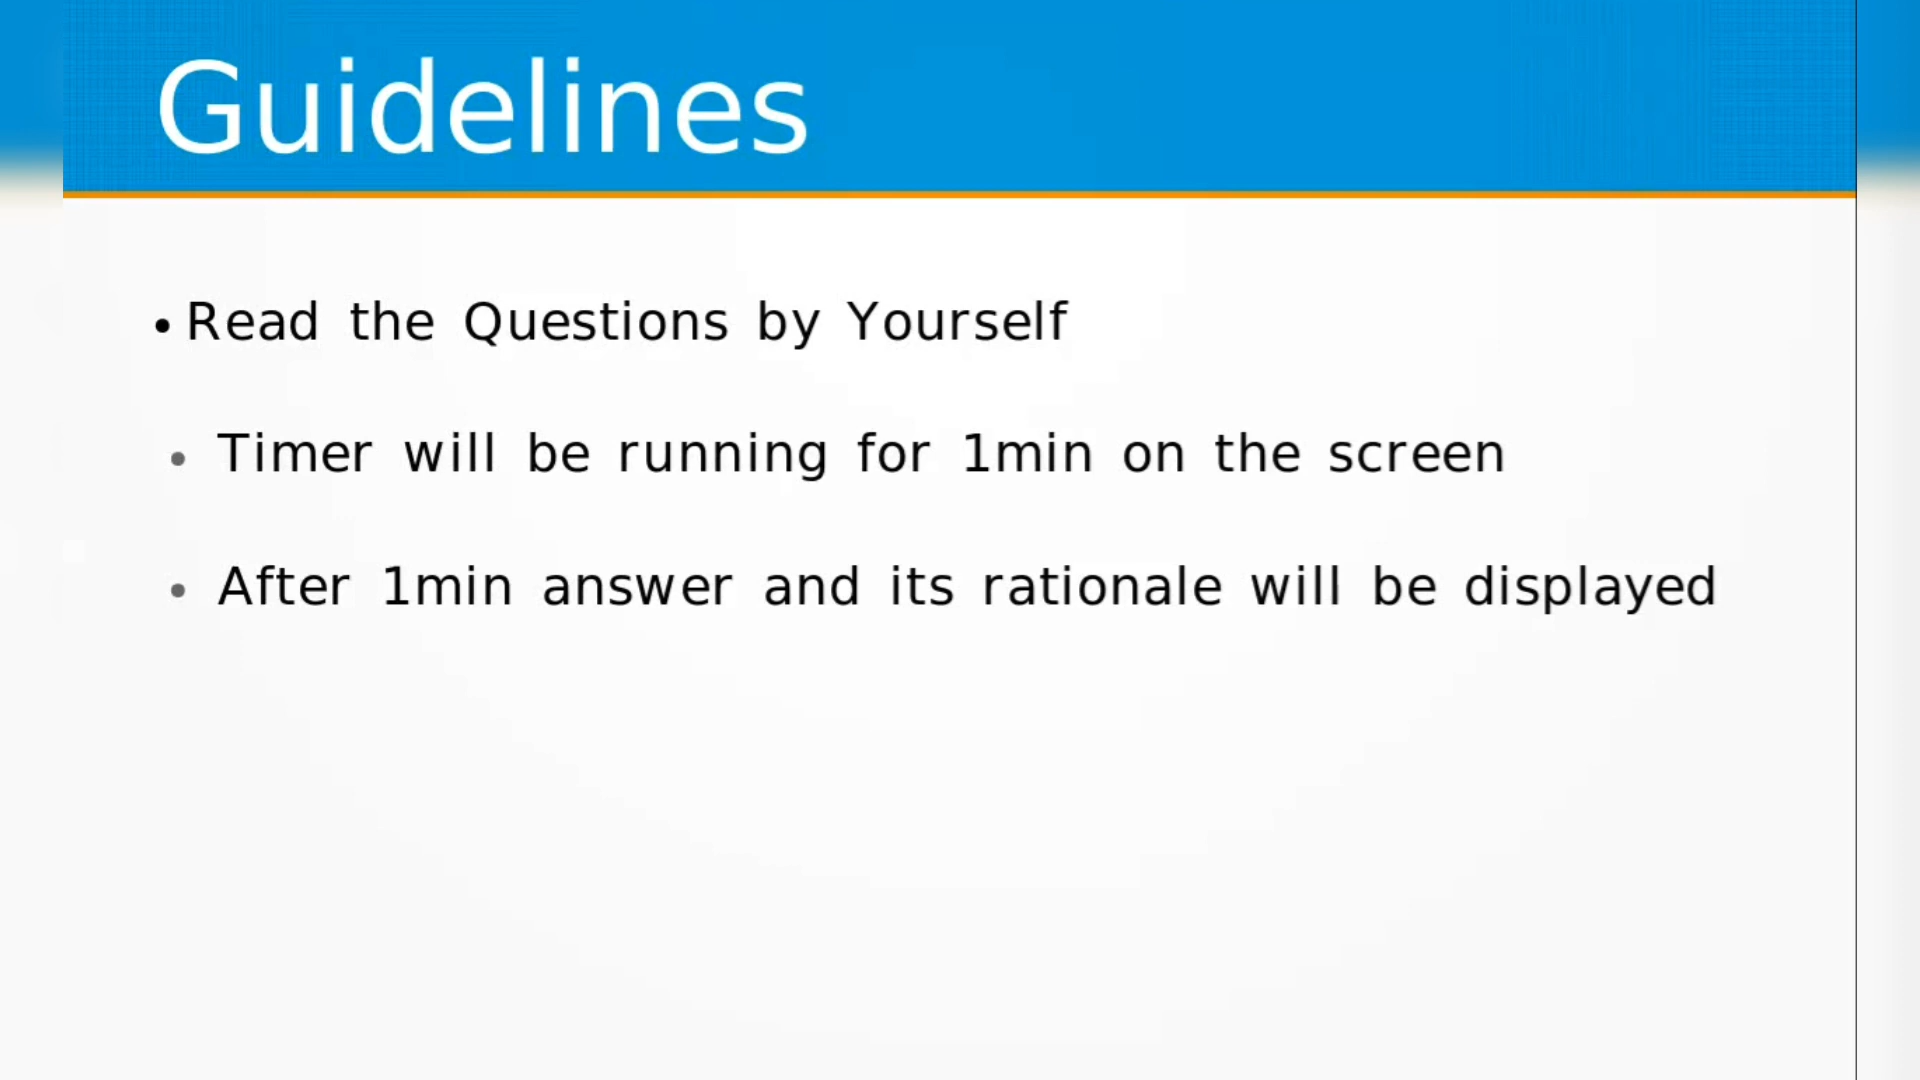 Guidelines
• Read the Questions by Yourself
• Timer will be running for 1min on the screen
• After 1min answer and its rationale will be displayed